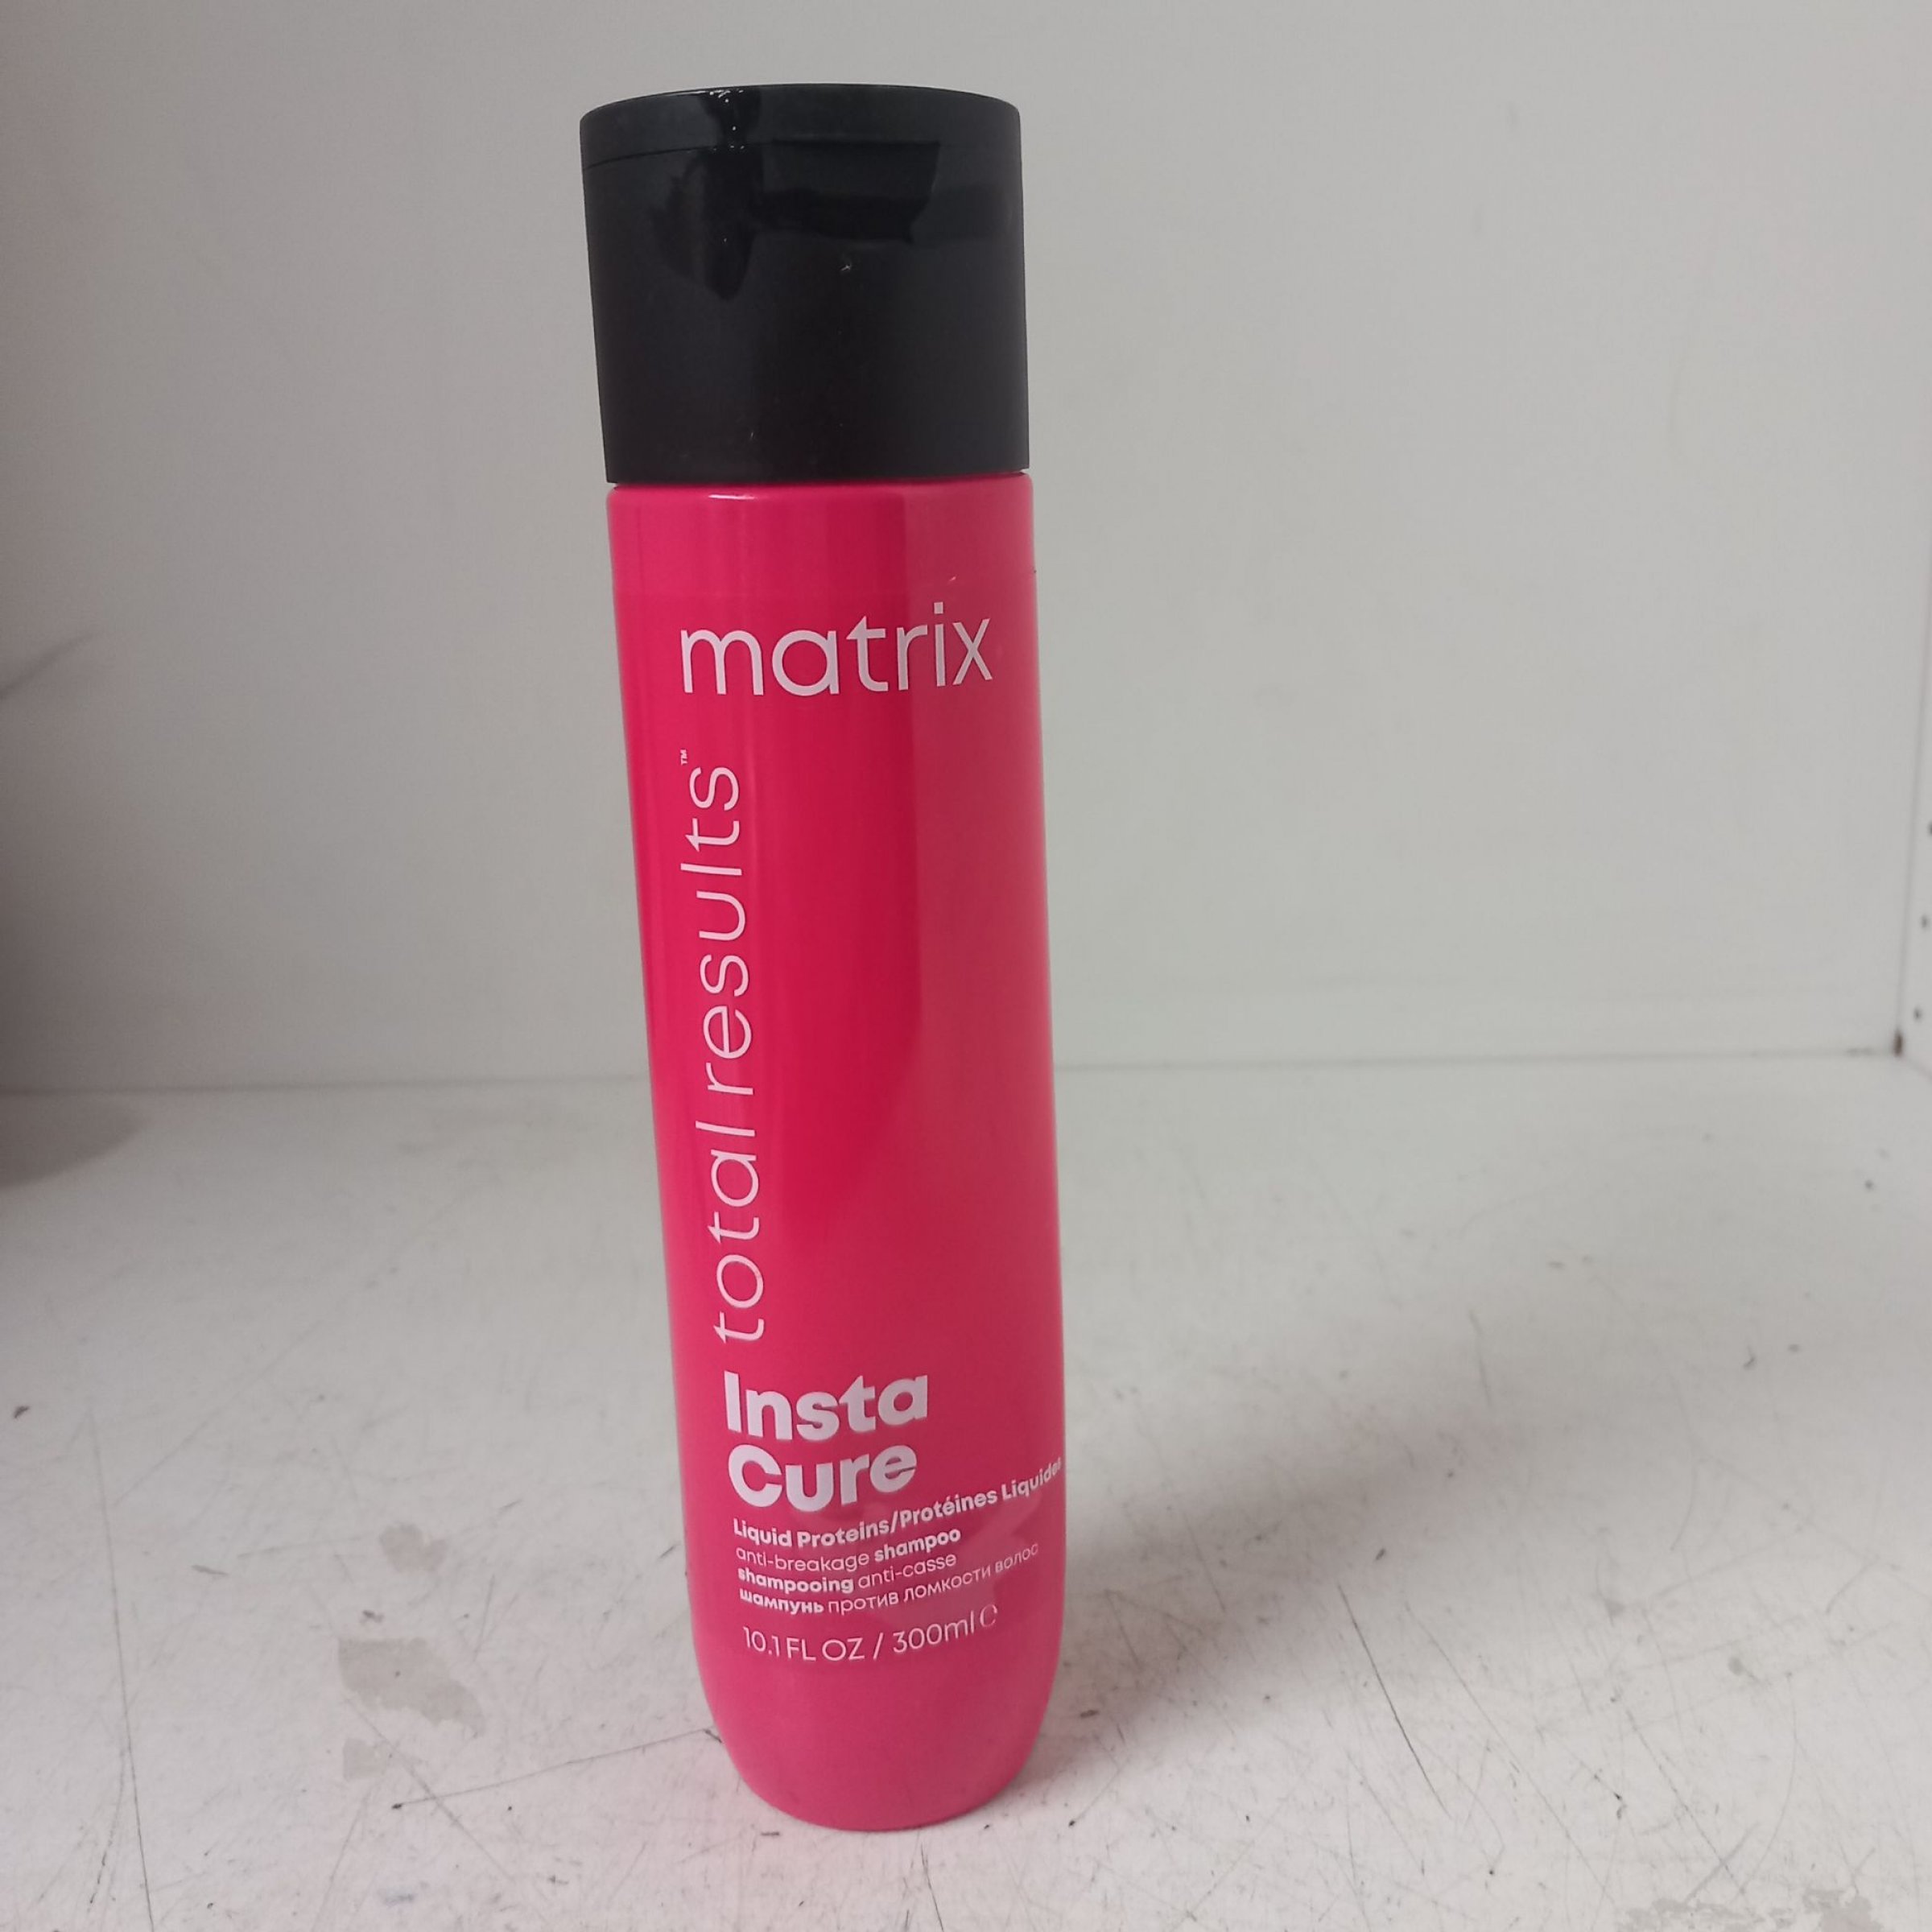 matrix
total results™
Insta
Cure
Liquid Proteins/Protéines Liquides
anti-breakage shampoo
shampooing anti-casse
шампунь против ломкости волос
10.1 FL OZ / 300ml ℮